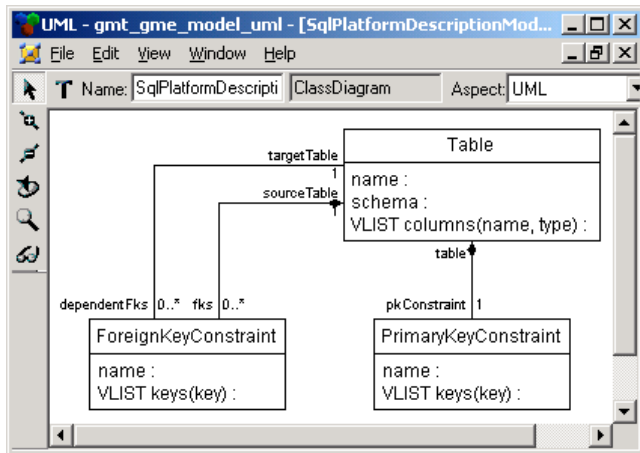 UML - gmt_gme_model_uml - [SqlPlatformDescriptionMod...
File Edit View Window Help
T Name: SqlPlatformDescripti ClassDiagram Aspect: UML
Table
name :
schema :
VLIST columns(name, type) :
targetTable
1
sourceTable
1
table
dependentFks 0..* fks 0..*
pkConstraint 1
ForeignKeyConstraint
name :
VLIST keys(key) :
PrimaryKeyConstraint
name :
VLIST keys(key) :